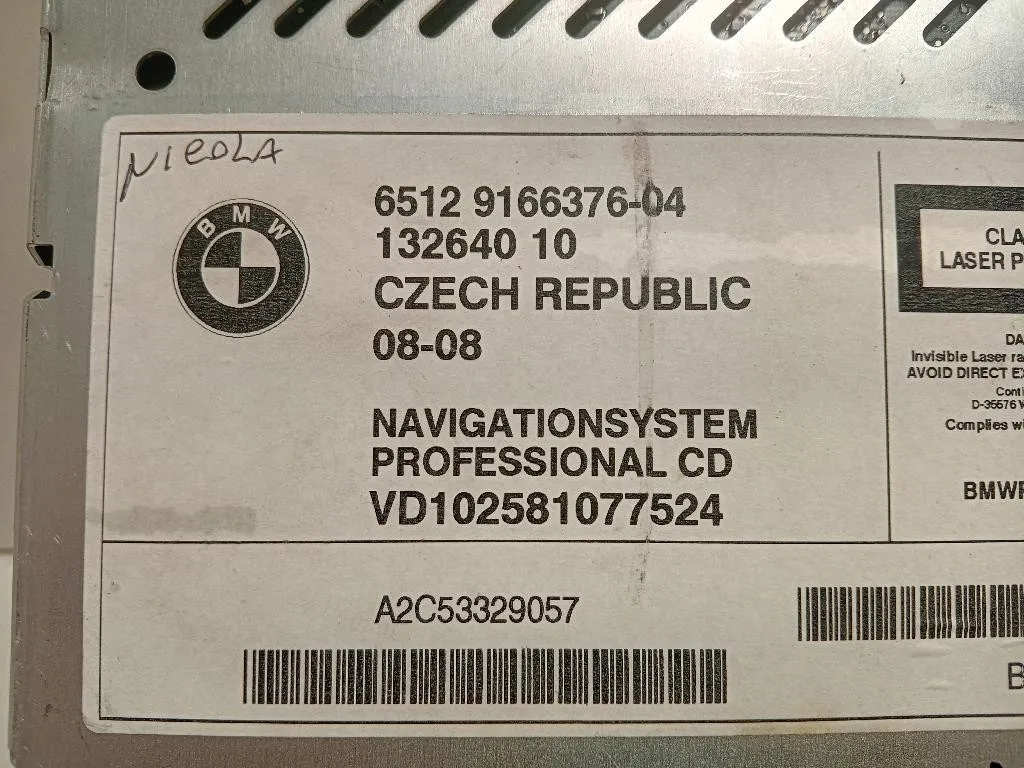 NICOLA
BMW
6512 9166376-04
132640 10
CZECH REPUBLIC
08-08
NAVIGATIONSYSTEM
PROFESSIONAL CD
VD102581077524
A2C53329057
CLA
LASER P
DA
Invisible Laser ra
AVOID DIRECT EX
Conti
D-35576 W
Complies wi
BMWF
B